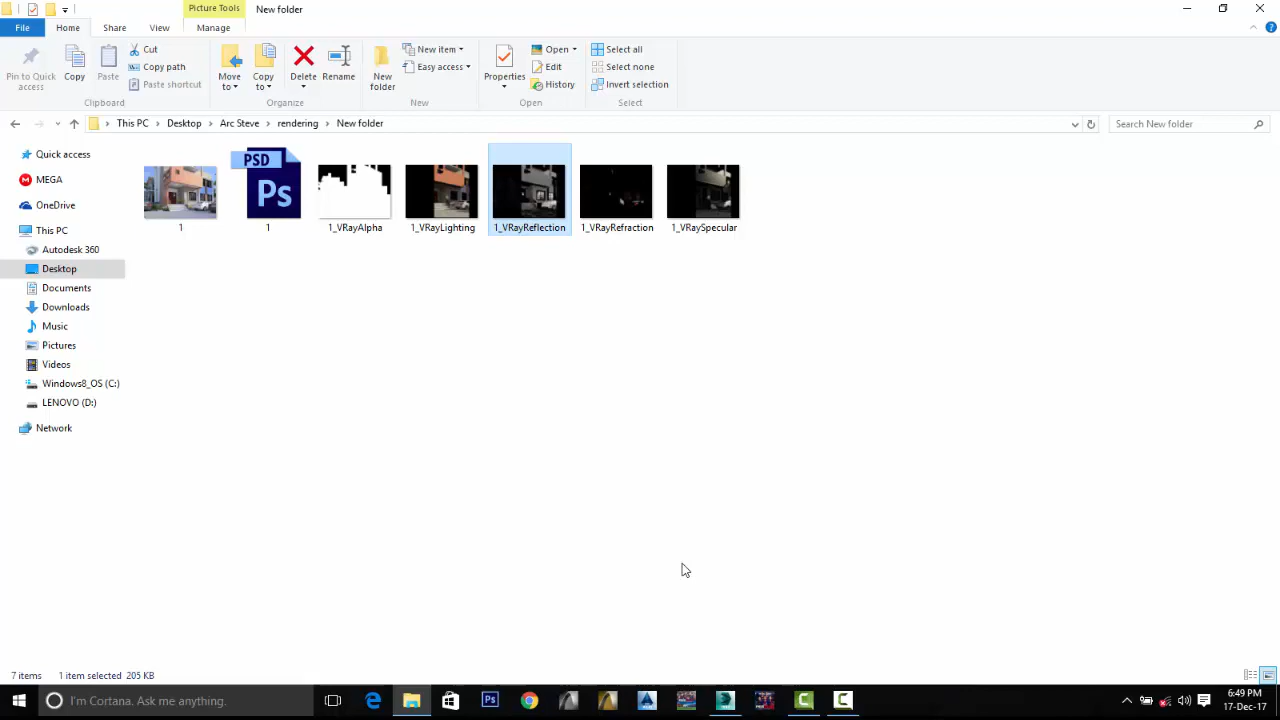 Picture Tools
New folder
File
Home
Share
View
Manage
Pin to Quick access
Copy
Paste
Cut
Copy path
Paste shortcut
Clipboard
Move to
Copy to
Delete
Rename
Organize
New folder
New item
Easy access
New
Properties
Open
Edit
History
Open
Select all
Select none
Invert selection
Select
This PC
Desktop
Arc Steve
rendering
New folder
Search New folder
Quick access
MEGA
OneDrive
This PC
Autodesk 360
Desktop
Documents
Downloads
Music
Pictures
Videos
Windows8_OS (C:)
LENOVO (D:)
Network
PSD
Ps
1
1
1_VRayAlpha
1_VRayLighting
1_VRayReflection
1_VRayRefraction
1_VRaySpecular
7 items
1 item selected 205 KB
I'm Cortana. Ask me anything.
Ps
6:49 PM
17-Dec-17